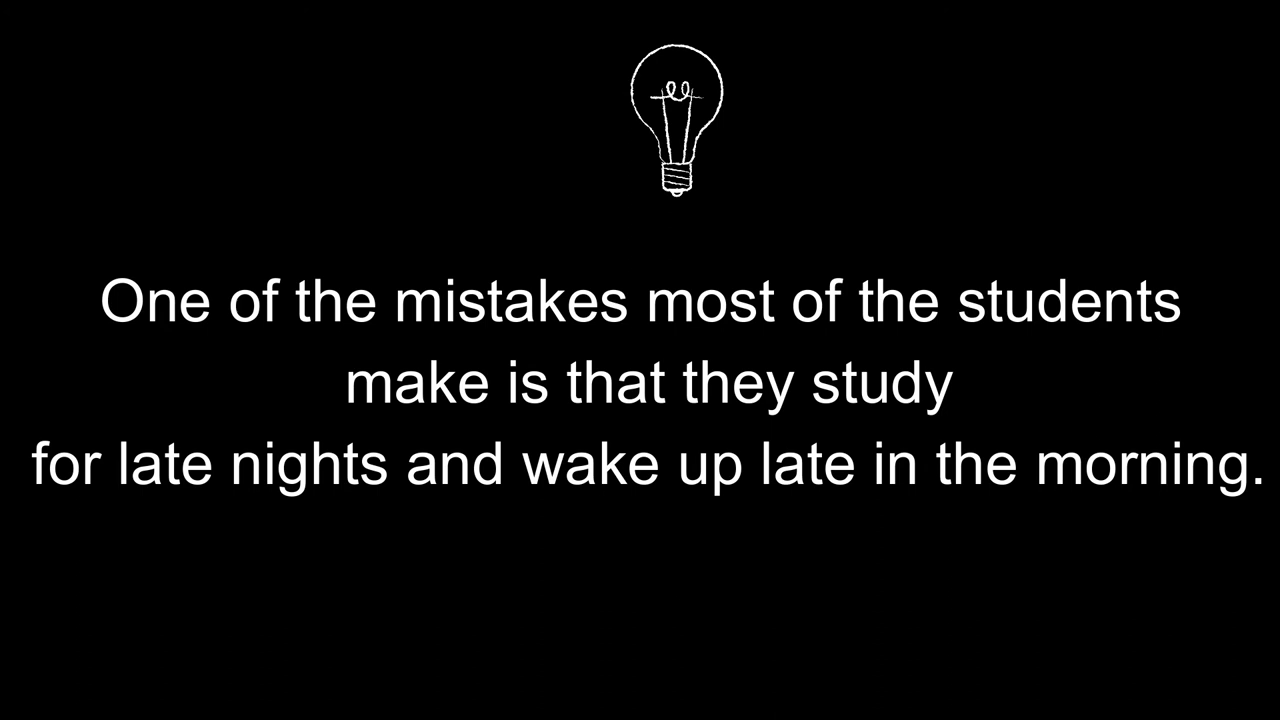 One of the mistakes most of the students
make is that they study
for late nights and wake up late in the morning.